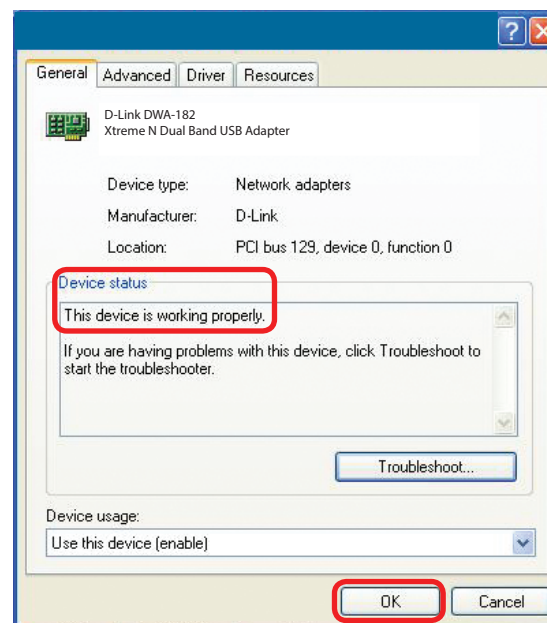 General Advanced Driver Resources
D-Link DWA-182
Xtreme N Dual Band USB Adapter
Device type: Network adapters
Manufacturer: D-Link
Location: PCI bus 129, device 0, function 0
Device status
This device is working properly.
If you are having problems with this device, click Troubleshoot to
start the troubleshooter.
Troubleshoot...
Device usage:
Use this device (enable)
OK Cancel